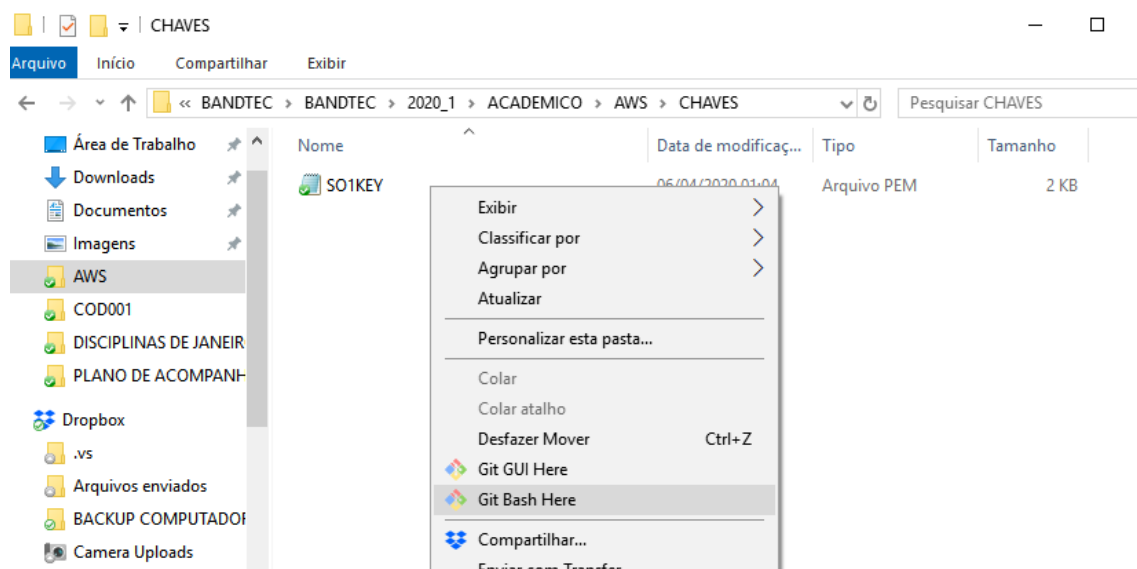 CHAVES
Arquivo Início Compartilhar Exibir
« BANDTEC > BANDTEC > 2020_1 > ACADEMICO > AWS > CHAVES Pesquisar CHAVES
Área de Trabalho
Downloads
Documentos
Imagens
AWS
COD001
DISCIPLINAS DE JANEIR
PLANO DE ACOMPANH
Dropbox
.vs
Arquivos enviados
BACKUP COMPUTADOR
Camera Uploads
Nome Data de modificaç... Tipo Tamanho
SO1KEY 06/04/2020 01:04 Arquivo PEM 2 KB
Exibir
Classificar por
Agrupar por
Atualizar
Personalizar esta pasta...
Colar
Colar atalho
Desfazer Mover Ctrl+Z
Git GUI Here
Git Bash Here
Compartilhar...
Enviar com Transfer